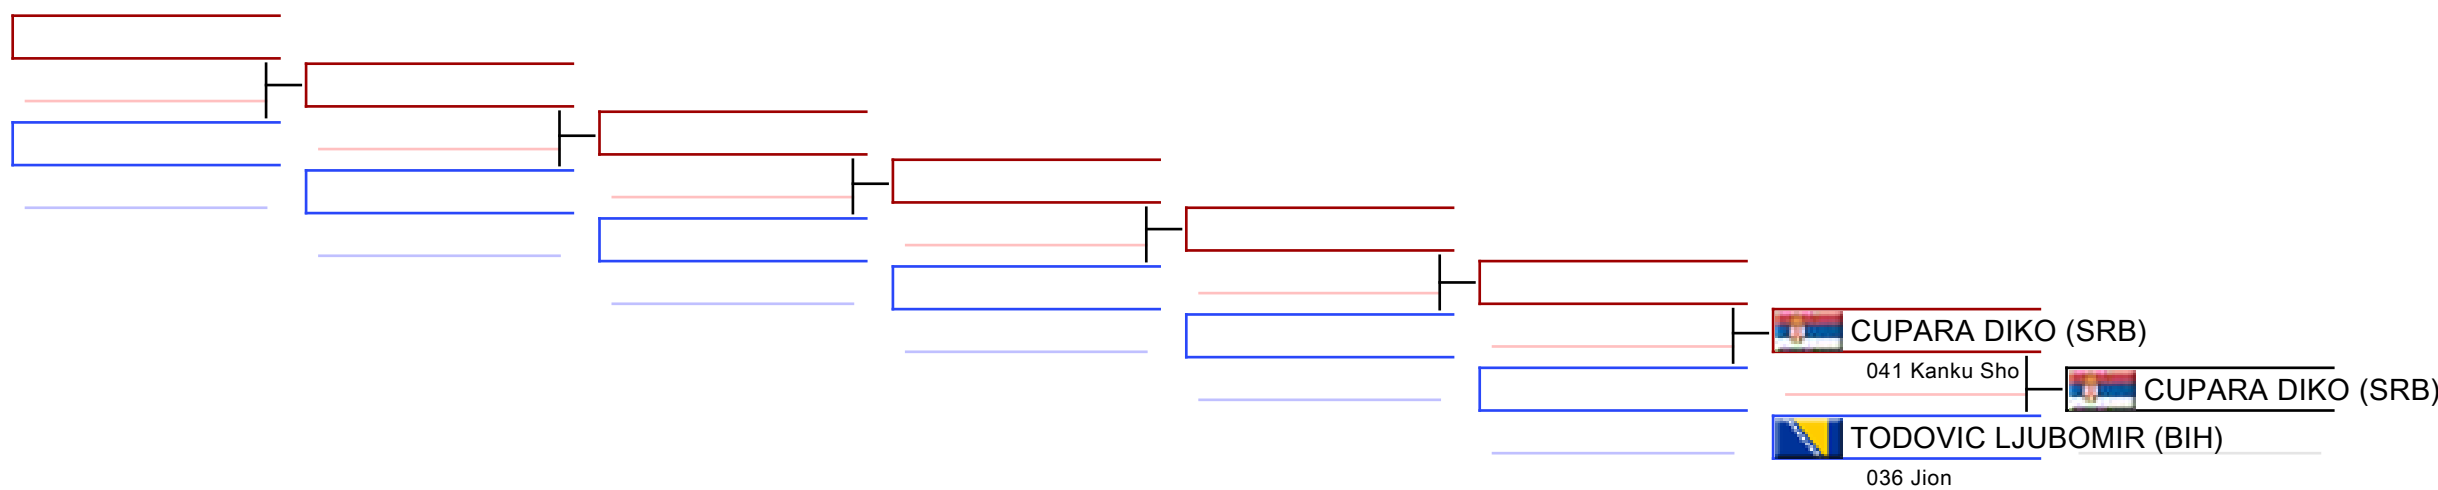 CUPARA DIKO (SRB)
041 Kanku Sho
CUPARA DIKO (SRB)
TODOVIC LJUBOMIR (BIH)
036 Jion